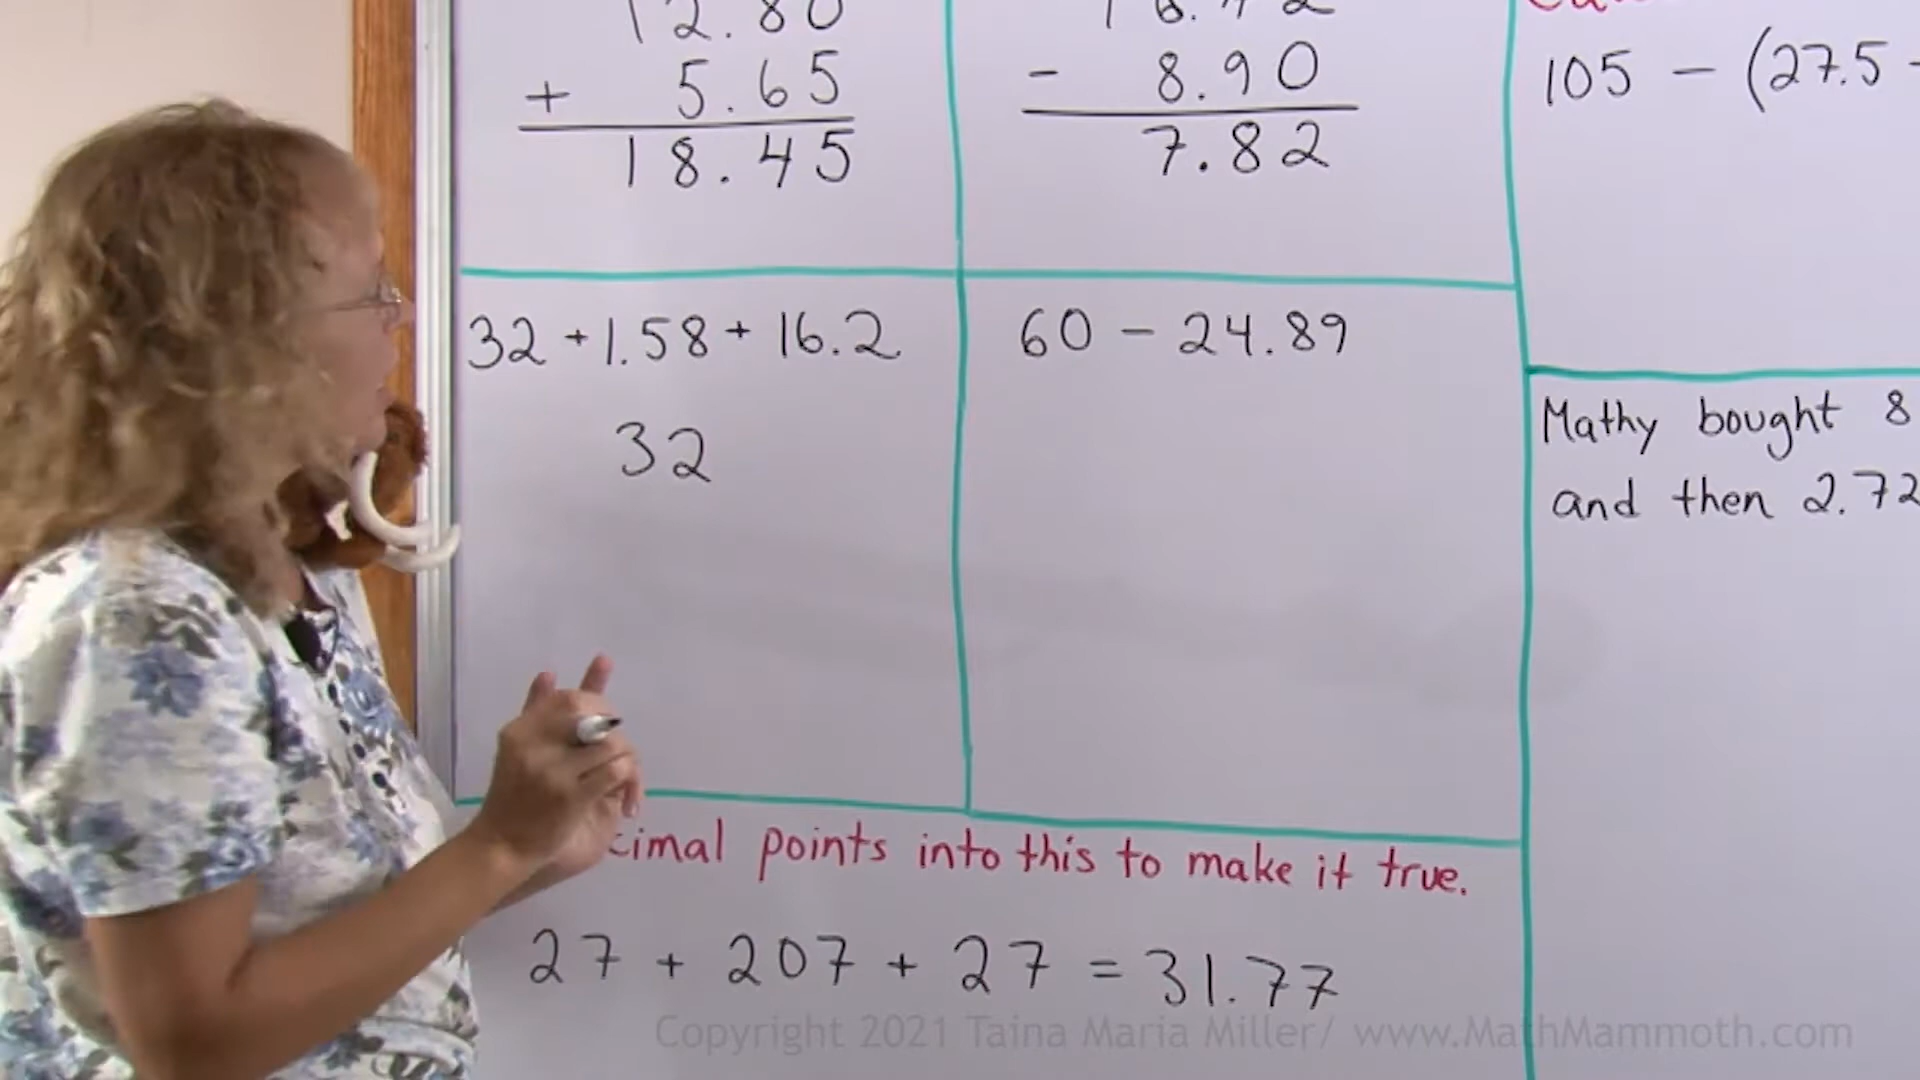 12.80
+ 5.65
18.45
- 8.90
7.82
105 - (27.5 -
32 + 1.58 + 16.2
32
60 - 24.89
Mathy bought 8
and then 2.72
cimal points into this to make it true.
27 + 207 + 27 = 31.77
Copyright 2021 Taina Maria Miller/ www.MathMammoth.com